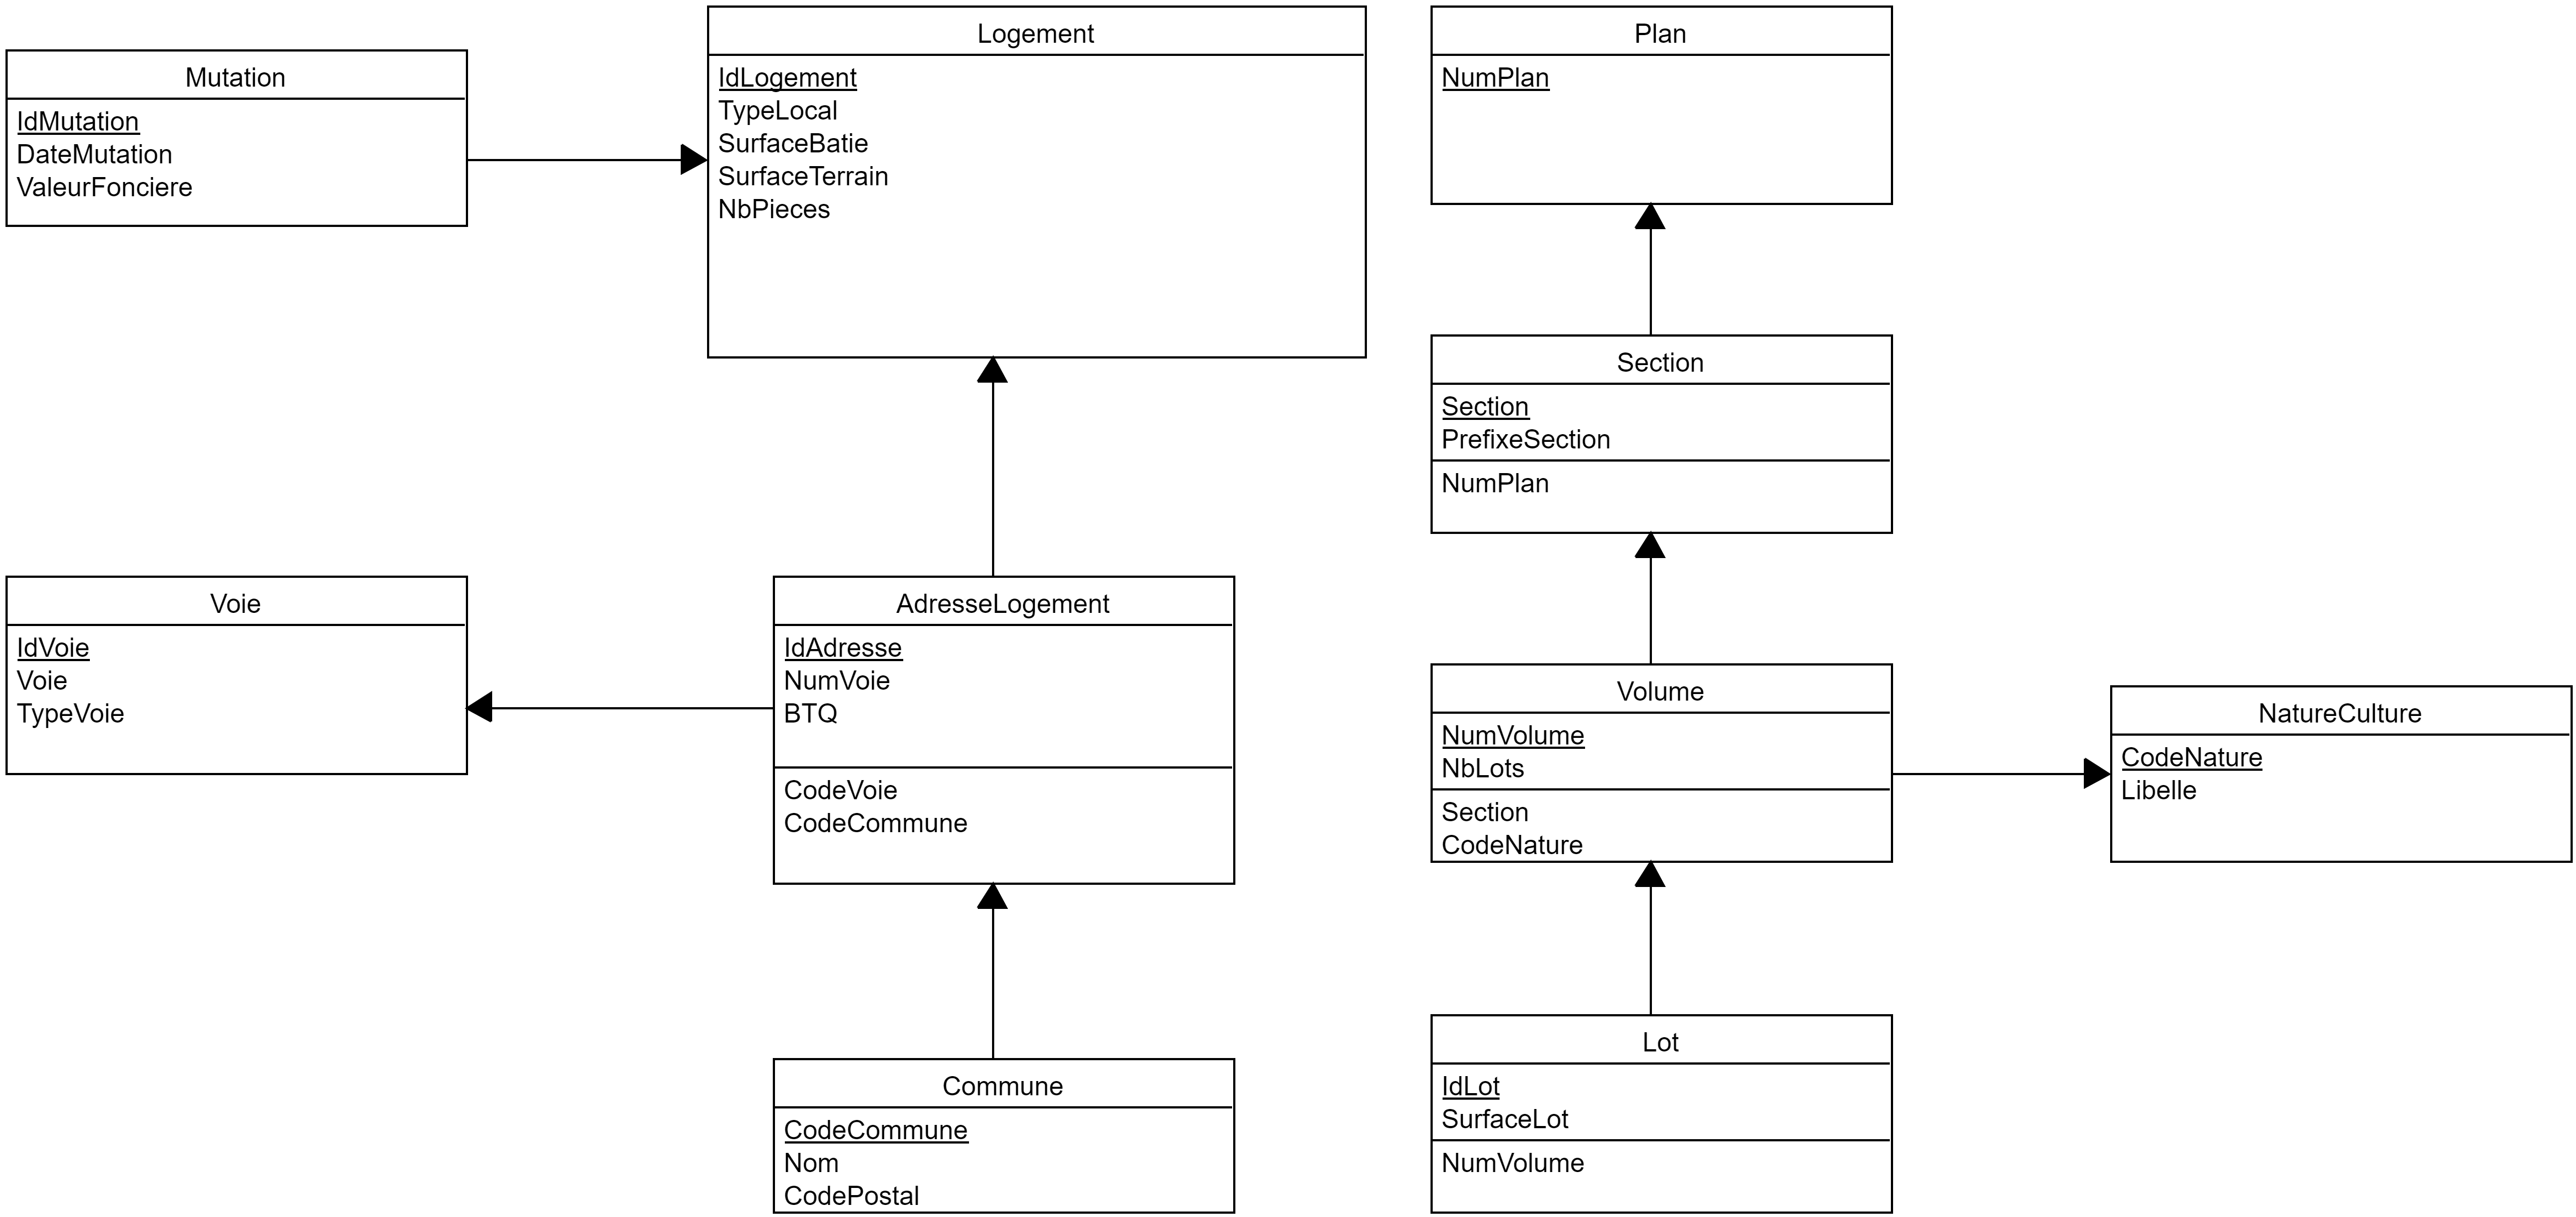 Mutation
IdMutation
DateMutation
ValeurFonciere
Logement
IdLogement
TypeLocal
SurfaceBatie
SurfaceTerrain
NbPieces
Plan
NumPlan
Section
Section
PrefixeSection
NumPlan
Voie
IdVoie
Voie
TypeVoie
AdresseLogement
IdAdresse
NumVoie
BTQ
CodeVoie
CodeCommune
Volume
NumVolume
NbLots
Section
CodeNature
NatureCulture
CodeNature
Libelle
Commune
CodeCommune
Nom
CodePostal
Lot
IdLot
SurfaceLot
NumVolume